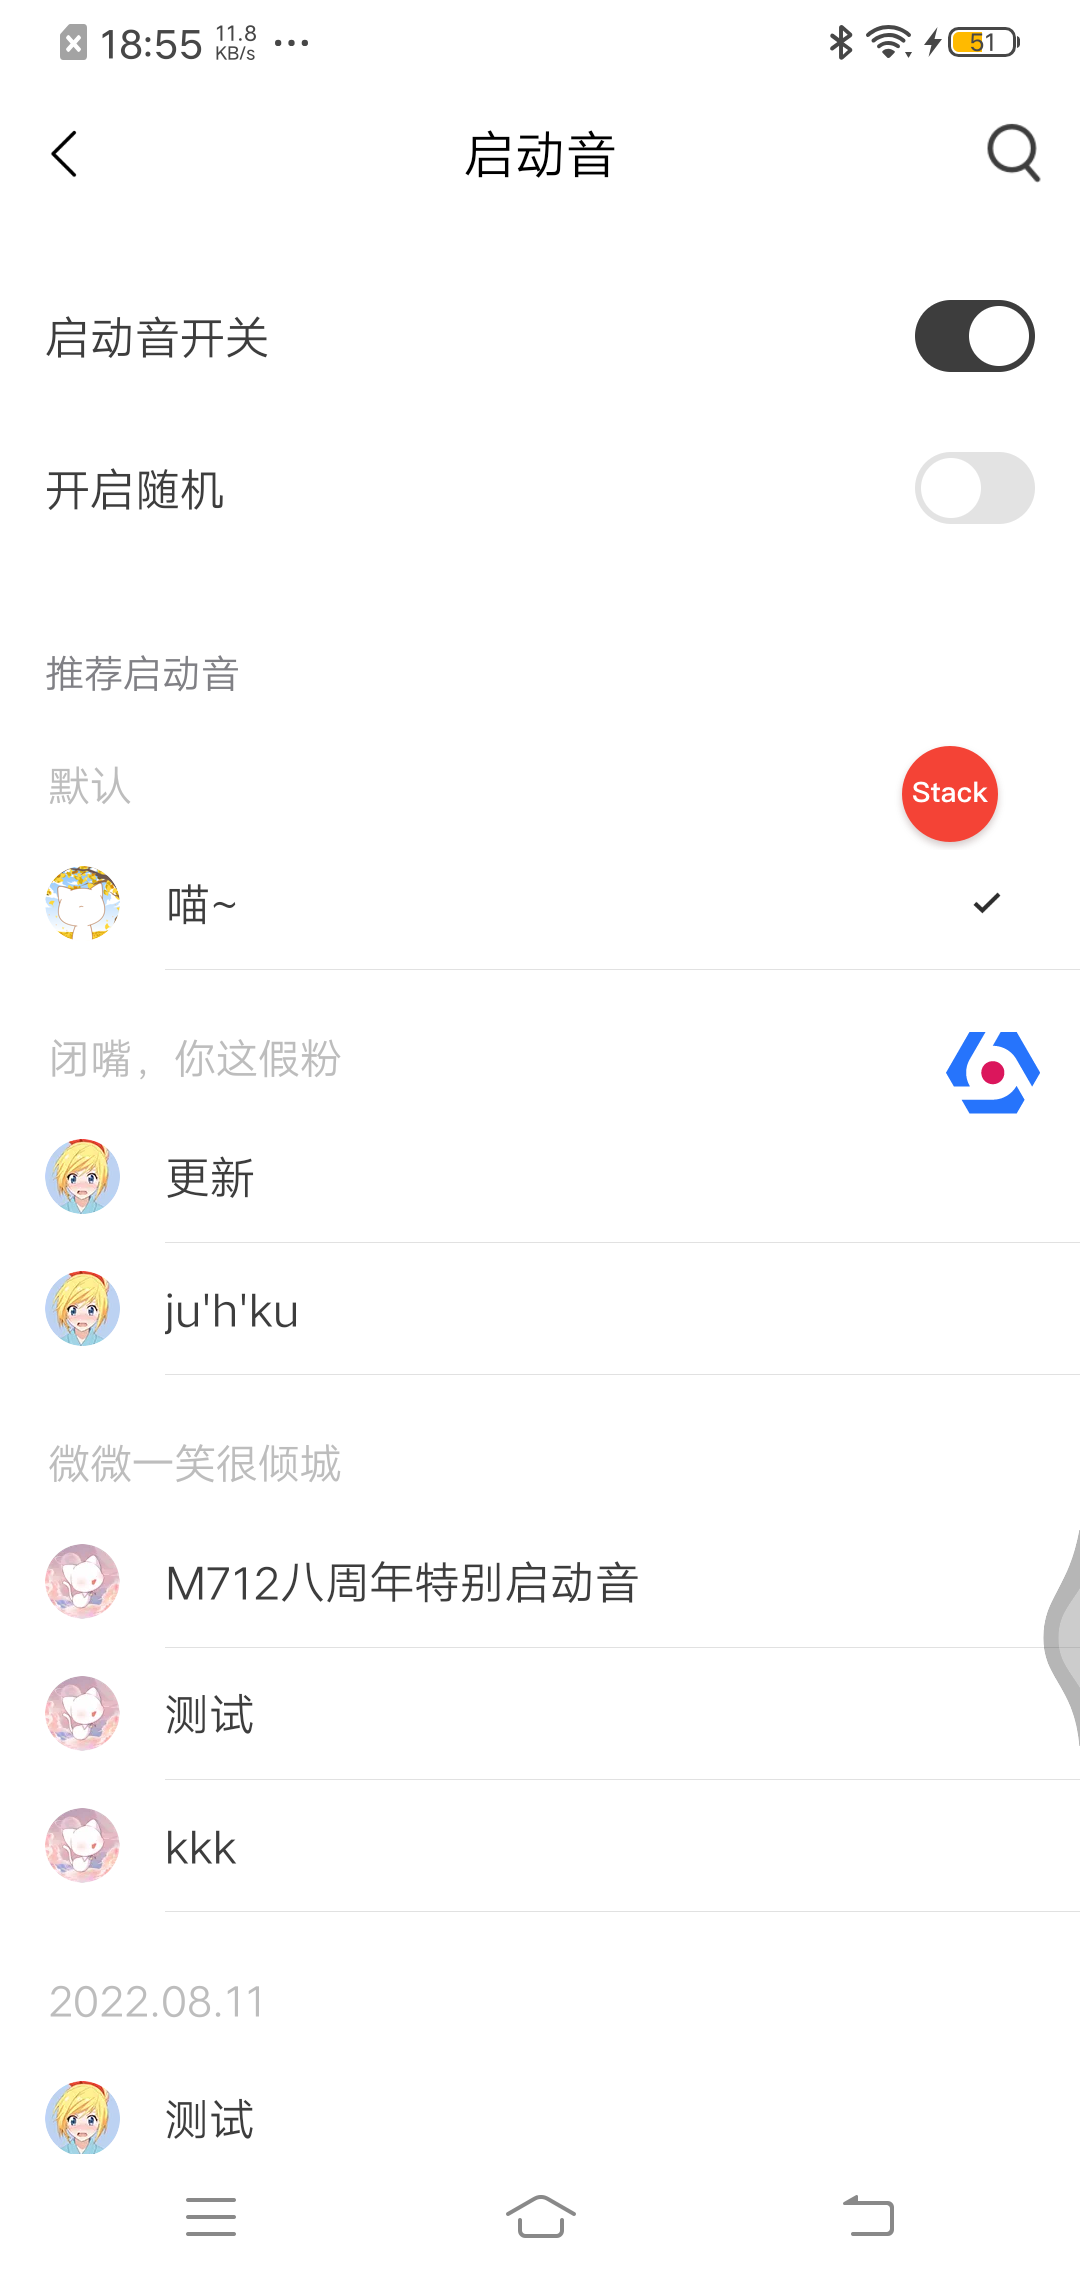 18:55 11.8 KB/s 51
启动音
启动音开关
开启随机
推荐启动音
默认
Stack
喵~
闭嘴，你这假粉
更新
ju'h'ku
微微一笑很倾城
M712八周年特别启动音
测试
kkk
2022.08.11
测试